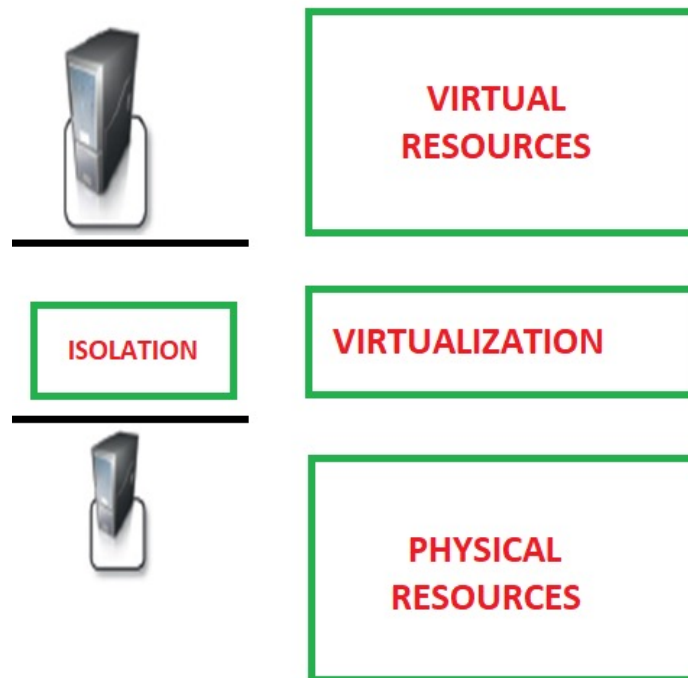 VIRTUAL
RESOURCES
ISOLATION
VIRTUALIZATION
PHYSICAL
RESOURCES